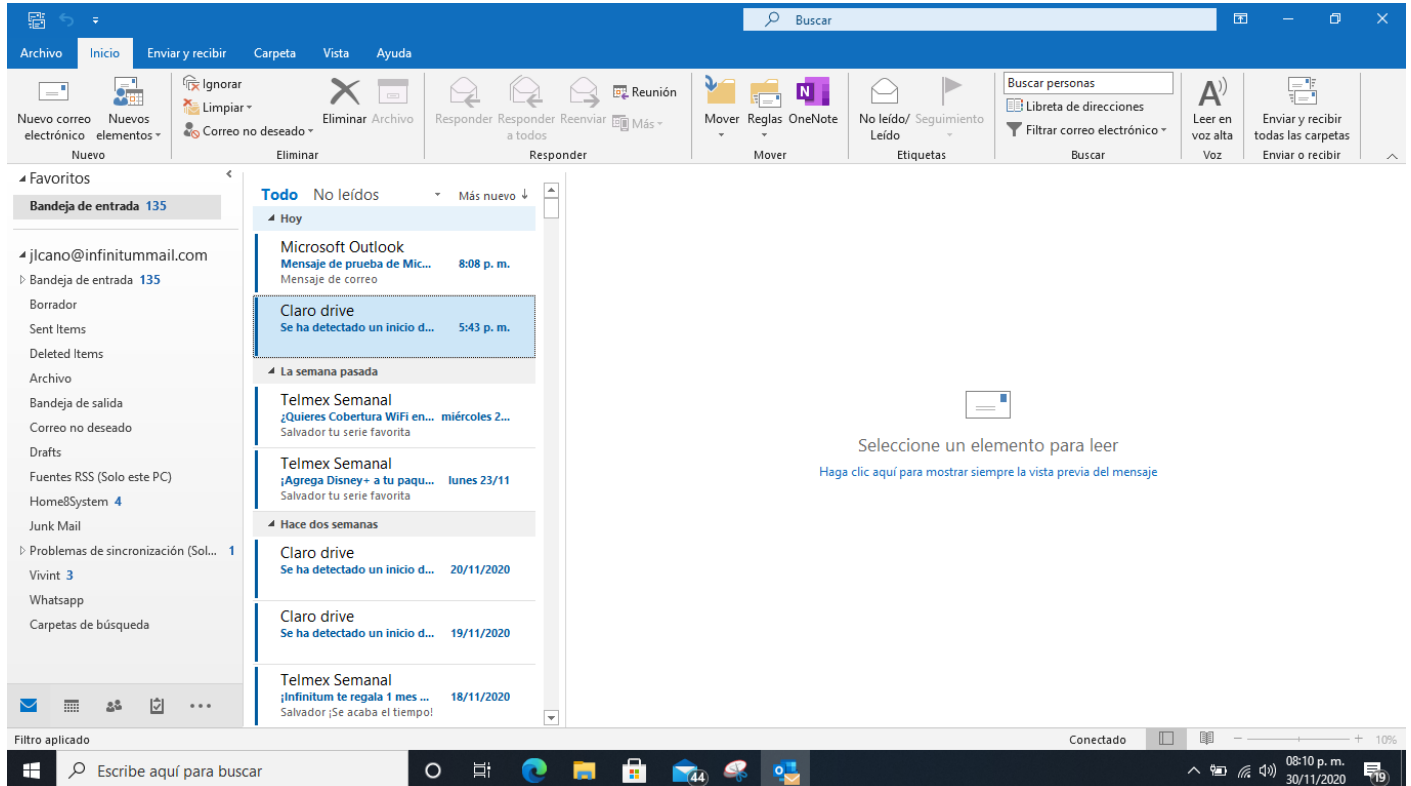 Buscar
Archivo Inicio Enviar y recibir Carpeta Vista Ayuda
Nuevo correo electrónico
Nuevos elementos
Nuevo
Ignorar
Limpiar
Correo no deseado
Eliminar
Archivo
Eliminar
Responder
Responder a todos
Reenviar
Reunión
Más
Responder
Mover
Reglas
OneNote
Mover
No leído/ Leído
Seguimiento
Etiquetas
Buscar personas
Libreta de direcciones
Filtrar correo electrónico
Buscar
Leer en voz alta
Voz
Enviar y recibir todas las carpetas
Enviar o recibir
Favoritos
Bandeja de entrada 135
jlcano@infinitummail.com
Bandeja de entrada 135
Borrador
Sent Items
Deleted Items
Archivo
Bandeja de salida
Correo no deseado
Drafts
Fuentes RSS (Solo este PC)
Home8System 4
Junk Mail
Problemas de sincronización (Sol... 1
Vivint 3
Whatsapp
Carpetas de búsqueda
Todo No leídos Más nuevo ↓
Hoy
Microsoft Outlook
Mensaje de prueba de Mic... 8:08 p. m.
Mensaje de correo
Claro drive
Se ha detectado un inicio d... 5:43 p. m.
La semana pasada
Telmex Semanal
¿Quieres Cobertura WiFi en... miércoles 2...
Salvador tu serie favorita
Telmex Semanal
¡Agrega Disney+ a tu paqu... lunes 23/11
Salvador tu serie favorita
Hace dos semanas
Claro drive
Se ha detectado un inicio d... 20/11/2020
Claro drive
Se ha detectado un inicio d... 19/11/2020
Telmex Semanal
¡Infinitum te regala 1 mes ... 18/11/2020
Salvador ¡Se acaba el tiempo!
Seleccione un elemento para leer
Haga clic aquí para mostrar siempre la vista previa del mensaje
Filtro aplicado
Conectado
10%
Escribe aquí para buscar
44
08:10 p. m.
30/11/2020
19